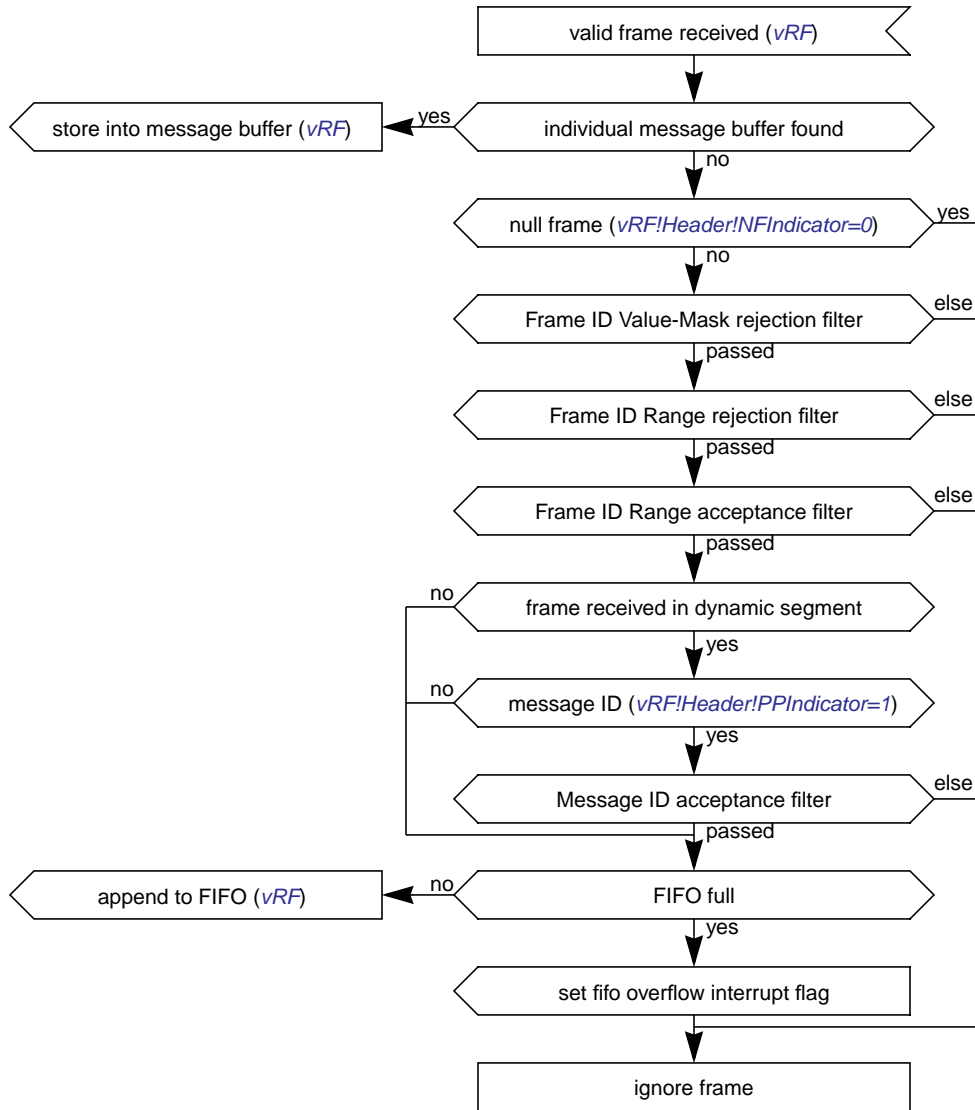 valid frame received (vRF)
store into message buffer (vRF)
yes
individual message buffer found
no
null frame (vRF!Header!NFIndicator=0)
yes
no
Frame ID Value-Mask rejection filter
else
passed
Frame ID Range rejection filter
else
passed
Frame ID Range acceptance filter
else
passed
no
frame received in dynamic segment
yes
no
message ID (vRF!Header!PPIndicator=1)
yes
Message ID acceptance filter
else
passed
append to FIFO (vRF)
no
FIFO full
yes
set fifo overflow interrupt flag
ignore frame